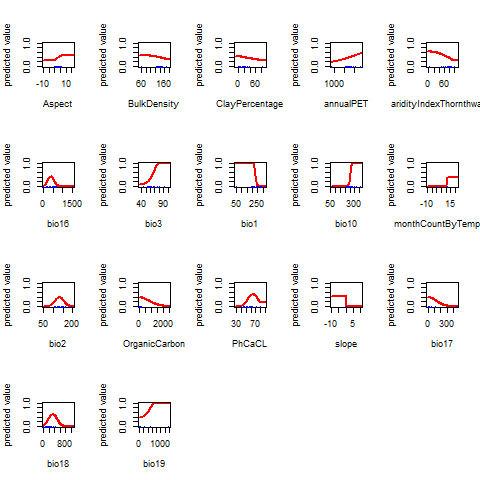 predicted value
0.0 1.0
-10 10
Aspect
predicted value
0.0 1.0
60 160
BulkDensity
predicted value
0.0 1.0
0 60
ClayPercentage
predicted value
0.0 1.0
1000
annualPET
predicted value
0.0 1.0
0 60
aridityIndexThornthwa
predicted value
0.0 1.0
0 1500
bio16
predicted value
0.0 1.0
40 90
bio3
predicted value
0.0 1.0
50 250
bio1
predicted value
0.0 1.0
50 300
bio10
predicted value
0.0 1.0
-10 15
monthCountByTemp
predicted value
0.0 1.0
50 200
bio2
predicted value
0.0 1.0
0 2000
OrganicCarbon
predicted value
0.0 1.0
30 70
PhCaCL
predicted value
0.0 1.0
-10 5
slope
predicted value
0.0 1.0
0 300
bio17
predicted value
0.0 1.0
0 800
bio18
predicted value
0.0 1.0
0 1000
bio19